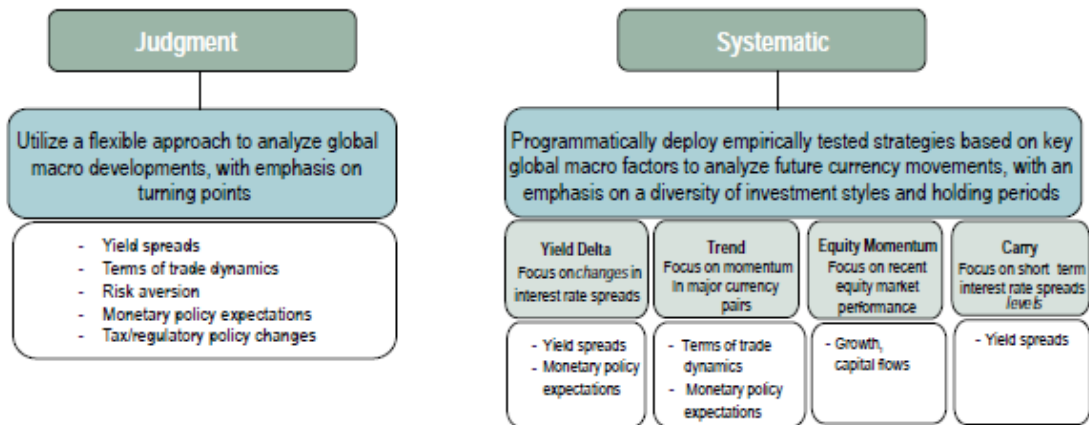 Judgment
Utilize a flexible approach to analyze global
macro developments, with emphasis on
turning points
- Yield spreads
- Terms of trade dynamics
- Risk aversion
- Monetary policy expectations
- Tax/regulatory policy changes
Systematic
Programmatically deploy empirically tested strategies based on key
global macro factors to analyze future currency movements, with an
emphasis on a diversity of investment styles and holding periods
Yield Delta
Focus on changes in
interest rate spreads
- Yield spreads
- Monetary policy
expectations
Trend
Focus on momentum
in major currency
pairs
- Terms of trade
dynamics
- Monetary policy
expectations
Equity Momentum
Focus on recent
equity market
performance
- Growth,
capital flows
Carry
Focus on short term
interest rate spreads
levels
- Yield spreads